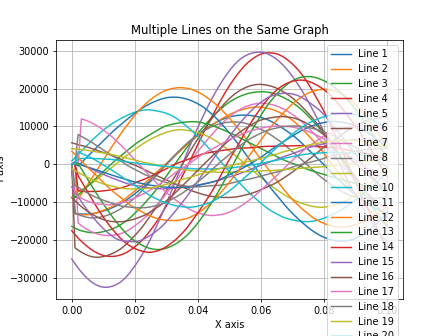 Multiple Lines on the Same Graph
30000
20000
10000
0
-10000
-20000
-30000
0.00
0.02
0.04
0.06
X axis
Line 1
Line 2
Line 3
Line 4
Line 5
Line 6
Line 7
Line 8
Line 9
Line 10
Line 11
Line 12
Line 13
Line 14
Line 15
Line 16
Line 17
Line 18
Line 19
Line 20